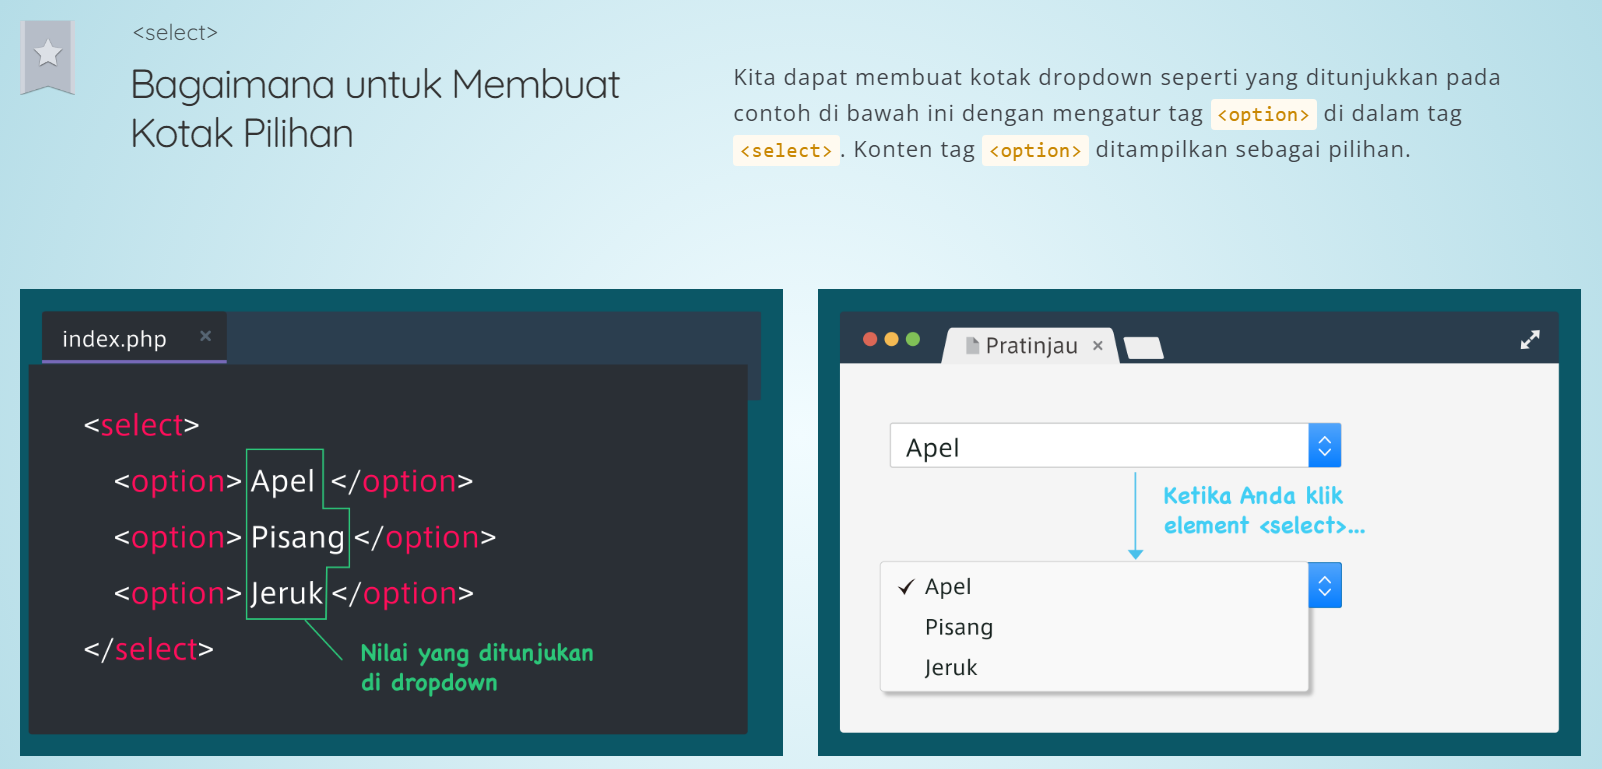 <select>
Bagaimana untuk Membuat
Kotak Pilihan
Kita dapat membuat kotak dropdown seperti yang ditunjukkan pada
contoh di bawah ini dengan mengatur tag <option> di dalam tag
<select>. Konten tag <option> ditampilkan sebagai pilihan.
index.php ×
<select>
<option> Apel </option>
<option> Pisang </option>
<option> Jeruk </option>
</select>
Nilai yang ditunjukan
di dropdown
Pratinjau ×
Apel
Ketika Anda klik
element <select>...
✓ Apel
Pisang
Jeruk